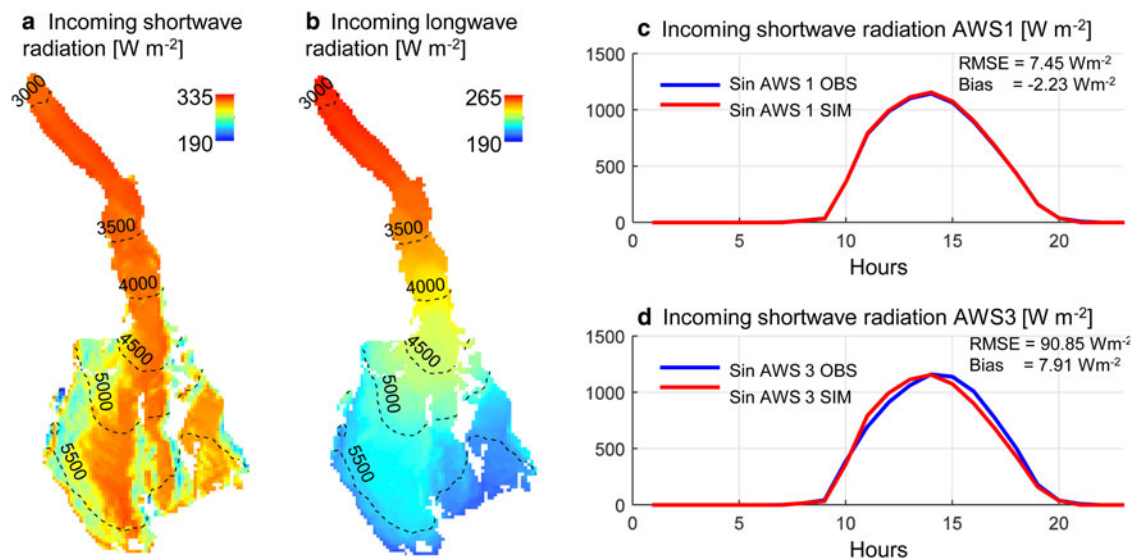 a Incoming shortwave
radiation [W m-2]
335
190
3000
3500
4000
4500
5000
5500
b Incoming longwave
radiation [W m-2]
265
190
3000
3500
4000
4500
5000
5500
c Incoming shortwave radiation AWS1 [W m-2]
1500
1000
500
0
RMSE = 7.45 Wm-2
Bias = -2.23 Wm-2
Sin AWS 1 OBS
Sin AWS 1 SIM
0 5 10 15 20
Hours
d Incoming shortwave radiation AWS3 [W m-2]
1500
1000
500
0
RMSE = 90.85 Wm-2
Bias = 7.91 Wm-2
Sin AWS 3 OBS
Sin AWS 3 SIM
0 5 10 15 20
Hours